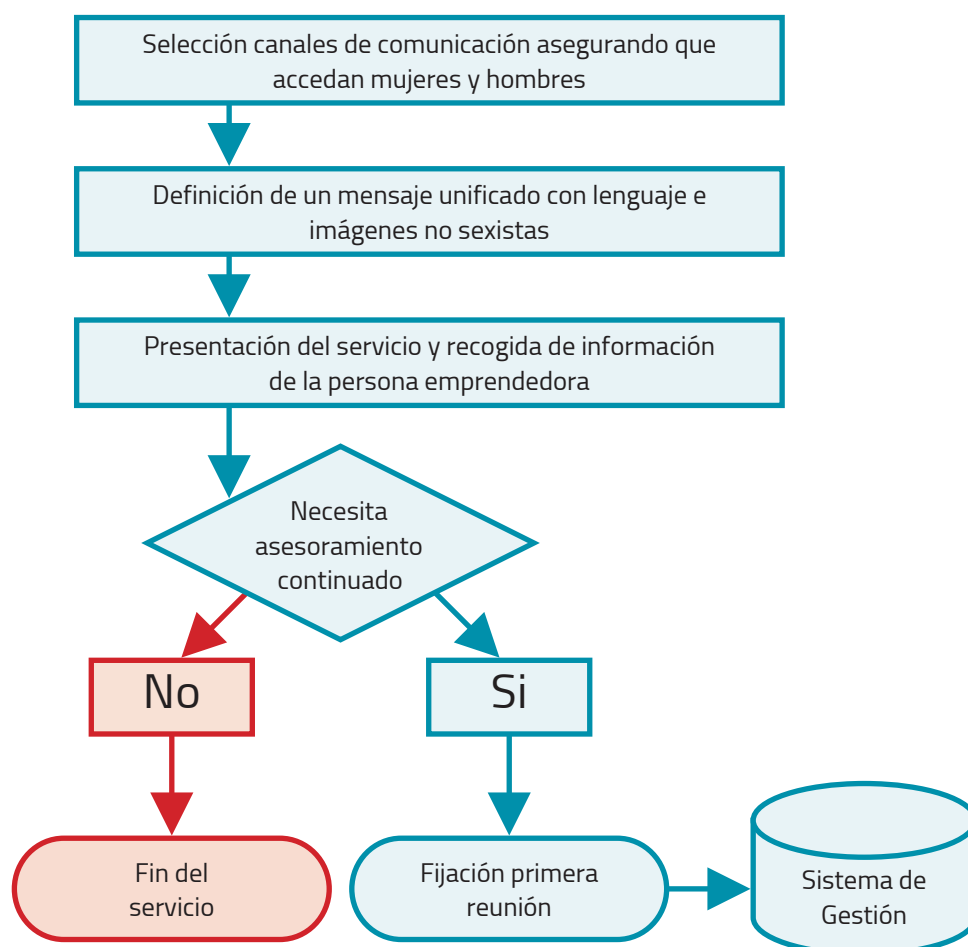 Selección canales de comunicación asegurando que
accedan mujeres y hombres
Definición de un mensaje unificado con lenguaje e
imágenes no sexistas
Presentación del servicio y recogida de información
de la persona emprendedora
Necesita
asesoramiento
continuado
No
Si
Fin del
servicio
Fijación primera
reunión
Sistema de
Gestión